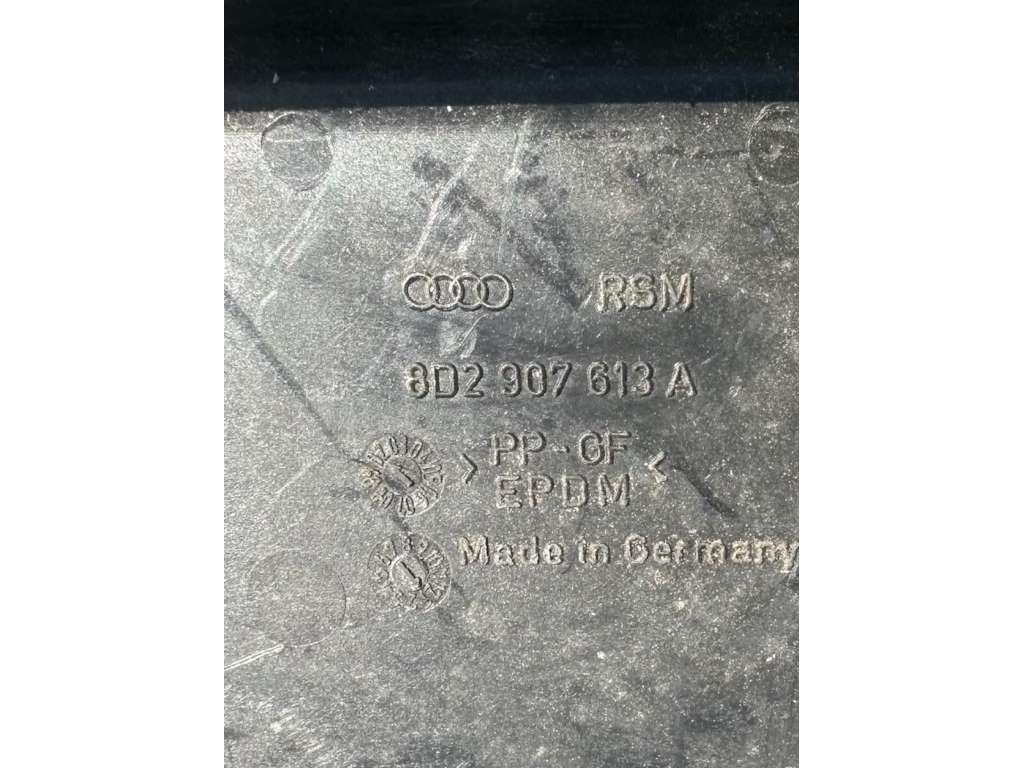 RSM
8D2 907 613 A
> PP-GF <
EPDM
Made in Germany